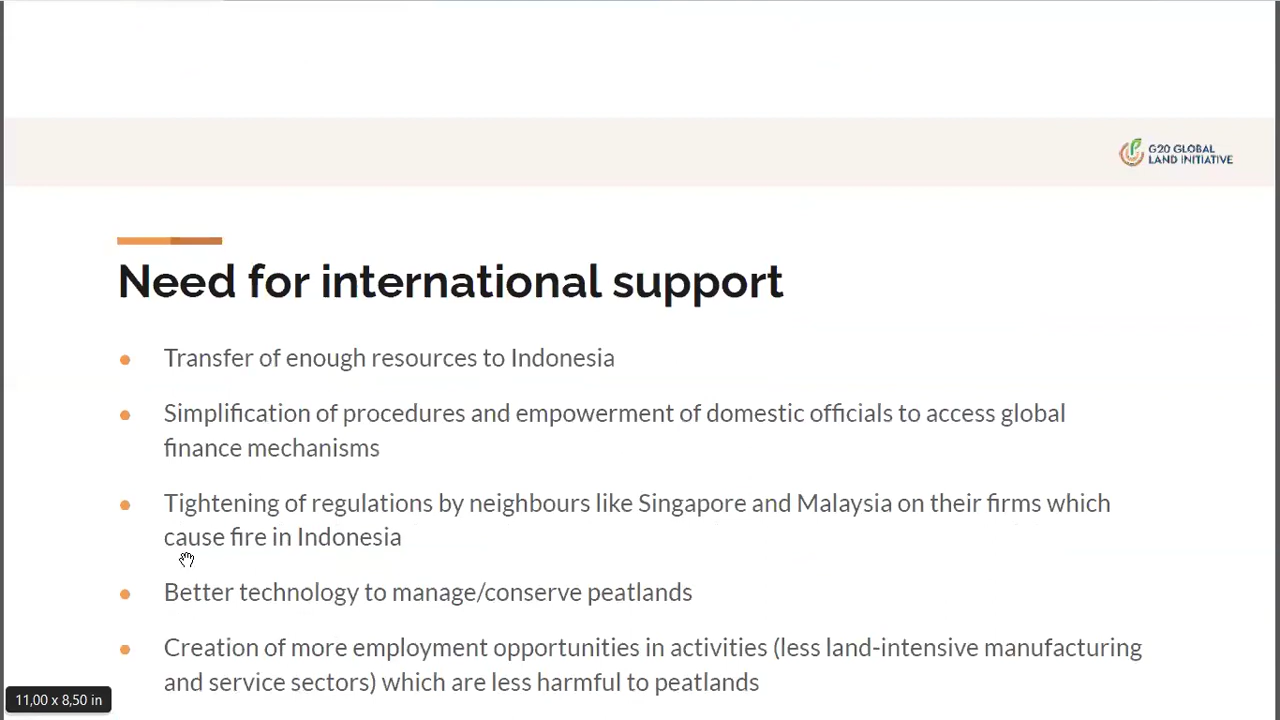 G20 GLOBAL
LAND INITIATIVE
Need for international support
● Transfer of enough resources to Indonesia
● Simplification of procedures and empowerment of domestic officials to access global
finance mechanisms
● Tightening of regulations by neighbours like Singapore and Malaysia on their firms which
cause fire in Indonesia
● Better technology to manage/conserve peatlands
● Creation of more employment opportunities in activities (less land-intensive manufacturing
and service sectors) which are less harmful to peatlands
11,00 x 8,50 in